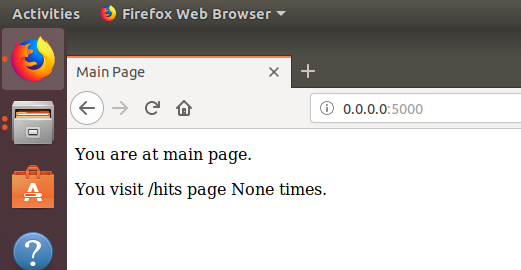 Activities Firefox Web Browser
Main Page
0.0.0.0:5000
You are at main page.
You visit /hits page None times.